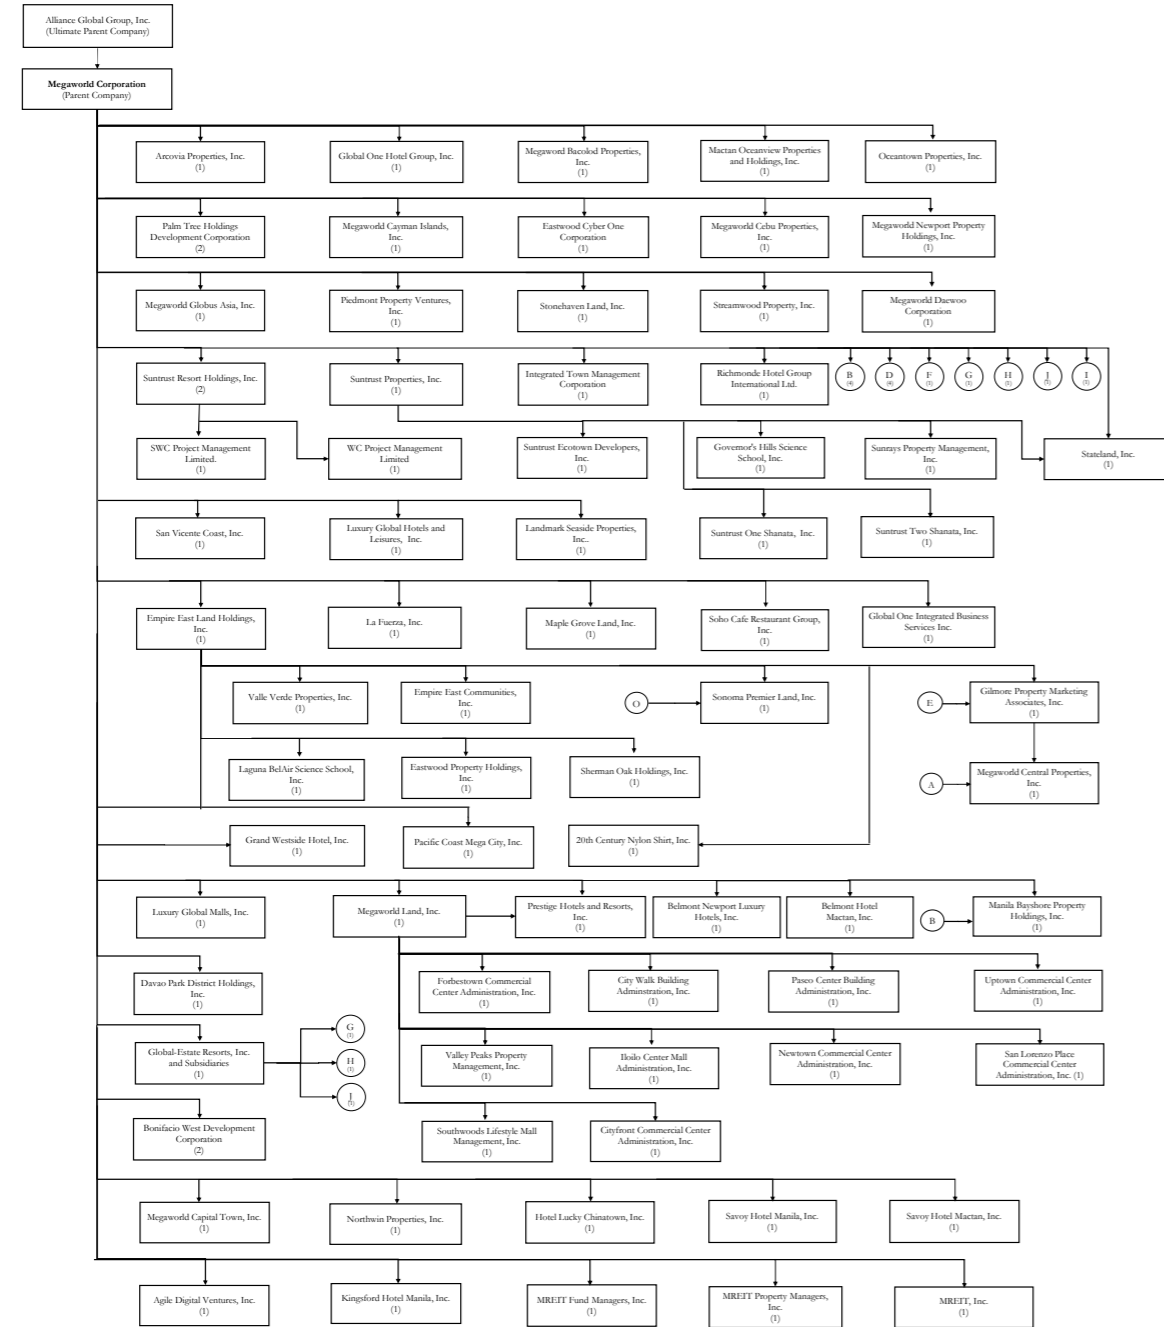 Alliance Global Group, Inc.
(Ultimate Parent Company)
Megaworld Corporation
(Parent Company)
Arcovia Properties, Inc.
(1)
Global One Hotel Group, Inc.
(1)
Megaword Bacolod Properties,
Inc.
(1)
Mactan Oceanview Properties
and Holdings, Inc.
(1)
Oceantown Properties, Inc.
(1)
Palm Tree Holdings
Development Corporation
(2)
Megaworld Cayman Islands,
Inc.
(1)
Eastwood Cyber One
Corporation
(1)
Megaworld Cebu Properties,
Inc.
(1)
Megaworld Newport Property
Holdings, Inc.
(1)
Megaworld Globus Asia, Inc.
(1)
Piedmont Property Ventures,
Inc.
(1)
Stonehaven Land, Inc.
(1)
Streamwood Property, Inc.
(1)
Megaworld Daewoo
Corporation
(1)
Suntrust Resort Holdings, Inc.
(2)
Suntrust Properties, Inc.
(1)
Integrated Town Management
Corporation
(1)
Richmonde Hotel Group
International Ltd.
(1)
B
(4)
D
(4)
F
G
(1)
H
J
I
SWC Project Management
Limited.
(1)
WC Project Management
Limited
(1)
Suntrust Ecotown Developers,
Inc.
(1)
Governor's Hills Science
School, Inc.
(1)
Sunrays Property Management,
Inc.
(1)
Stateland, Inc.
(1)
San Vicente Coast, Inc.
(1)
Luxury Global Hotels and
Leisures, Inc.
(1)
Landmark Seaside Properties,
Inc..
(1)
Suntrust One Shanata, Inc.
(1)
Suntrust Two Shanata, Inc.
(1)
Empire East Land Holdings,
Inc.
(1)
La Fuerza, Inc.
(1)
Maple Grove Land, Inc.
(1)
Soho Cafe Restaurant Group,
Inc.
(1)
Global One Integrated Business
Services Inc.
(1)
Valle Verde Properties, Inc.
(1)
Empire East Communities,
Inc.
(1)
O
Sonoma Premier Land, Inc.
(1)
E
Gilmore Property Marketing
Associates, Inc.
(1)
Laguna BelAir Science School,
Inc.
(1)
Eastwood Property Holdings,
Inc.
(1)
Sherman Oak Holdings, Inc.
(1)
A
Megaworld Central Properties,
Inc.
(1)
Grand Westside Hotel, Inc.
(1)
Pacific Coast Mega City, Inc.
(1)
20th Century Nylon Shirt, Inc.
(1)
Luxury Global Malls, Inc.
(1)
Megaworld Land, Inc.
(1)
Prestige Hotels and Resorts,
Inc.
(1)
Belmont Newport Luxury
Hotels, Inc.
(1)
Belmont Hotel
Mactan, Inc.
(1)
B
Manila Bayshore Property
Holdings, Inc.
(1)
Davao Park District Holdings,
Inc.
(1)
Forbestown Commercial
Center Administration, Inc.
(1)
City Walk Building
Adminstration, Inc.
(1)
Paseo Center Building
Administration, Inc.
(1)
Uptown Commercial Center
Administration, Inc.
(1)
Global-Estate Resorts, Inc.
and Subsidiaries
(1)
G
(1)
H
(1)
J
(1)
Valley Peaks Property
Management, Inc.
(1)
Iloilo Center Mall
Administration, Inc.
(1)
Newtown Commercial Center
Administration, Inc.
(1)
San Lorenzo Place
Commercial Center
Administration, Inc. (1)
Bonifacio West Development
Corporation
(2)
Southwoods Lifestyle Mall
Management, Inc.
(1)
Cityfront Commercial Center
Administration, Inc.
(1)
Megaworld Capital Town, Inc.
(1)
Northwin Properties, Inc.
(1)
Hotel Lucky Chinatown, Inc.
(1)
Savoy Hotel Manila, Inc.
(1)
Savoy Hotel Mactan, Inc.
(1)
Agile Digital Ventures, Inc.
(1)
Kingsford Hotel Manila, Inc.
(1)
MREIT Fund Managers, Inc.
(1)
MREIT Property Managers,
Inc.
(1)
MREIT, Inc.
(1)